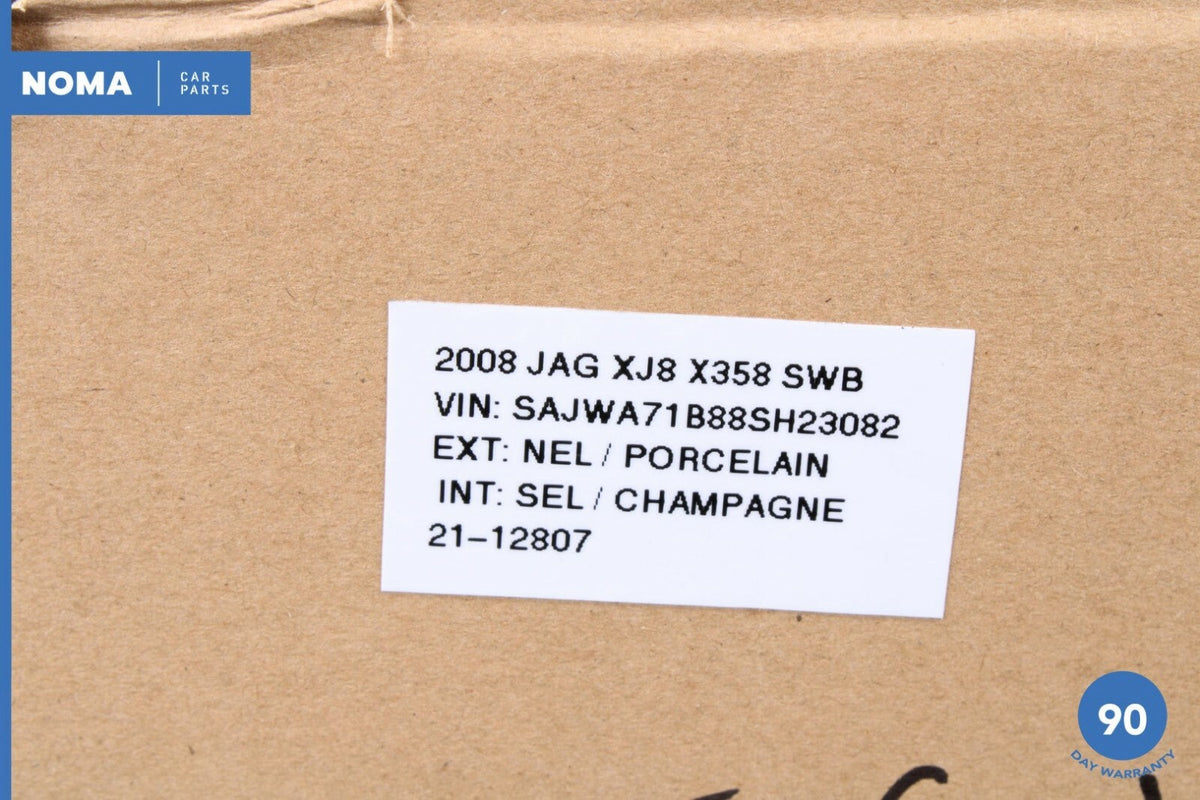 NOMA
CAR
PARTS
2008 JAG XJ8 X358 SWB
VIN: SAJWA71B88SH23082
EXT: NEL / PORCELAIN
INT: SEL / CHAMPAGNE
21-12807
90
DAY WARRANTY